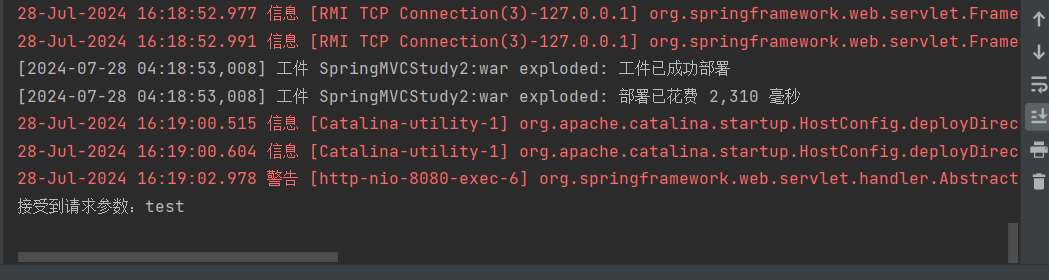 28-Jul-2024 16:18:52.977 信息 [RMI TCP Connection(3)-127.0.0.1] org.springframework.web.servlet.Frame
28-Jul-2024 16:18:52.991 信息 [RMI TCP Connection(3)-127.0.0.1] org.springframework.web.servlet.Frame
[2024-07-28 04:18:53,008] 工件 SpringMVCStudy2:war exploded: 工件已成功部署
[2024-07-28 04:18:53,008] 工件 SpringMVCStudy2:war exploded: 部署已花费 2,310 毫秒
28-Jul-2024 16:19:00.515 信息 [Catalina-utility-1] org.apache.catalina.startup.HostConfig.deployDirec
28-Jul-2024 16:19:00.604 信息 [Catalina-utility-1] org.apache.catalina.startup.HostConfig.deployDirec
28-Jul-2024 16:19:02.978 警告 [http-nio-8080-exec-6] org.springframework.web.servlet.handler.Abstract
接受到请求参数：test